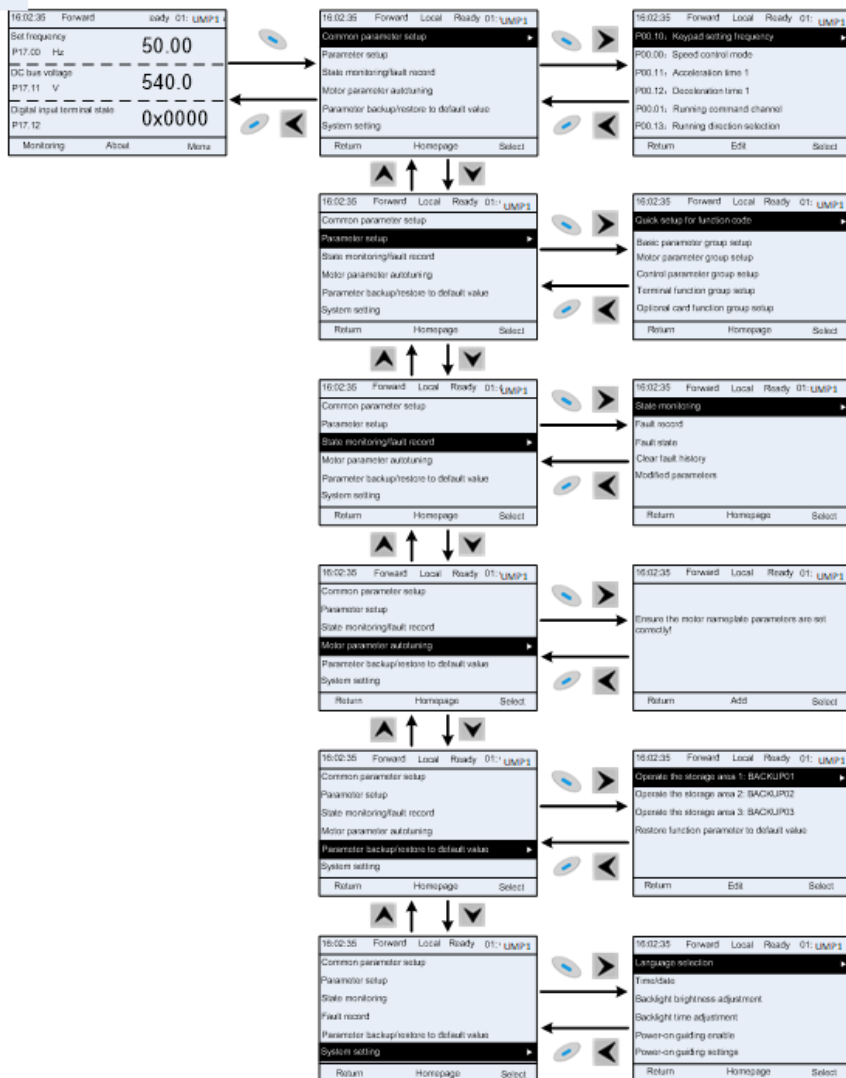 16:02:35 Forward eady 01: UMP1
Set frequency
P17.00 Hz 50.00
DC bus voltage
P17.11 V 540.0
Digital input terminal state
P17.12 0x0000
Monitoring About Menu
16:02:35 Forward Local Ready 01: UMP1
Common parameter setup
Parameter setup
State monitoring/fault record
Motor parameter autotuning
Parameter backup/restore to default value
System setting
Return Homepage Select
16:02:35 Forward Local Ready 01: UMP1
P00.10: Keypad setting frequency
P00.00: Speed control mode
P00.11: Acceleration time 1
P00.12: Deceleration time 1
P00.01: Running command channel
P00.13: Running direction selection
Return Edit Select
16:02:35 Forward Local Ready 01: UMP1
Common parameter setup
Parameter setup
State monitoring/fault record
Motor parameter autotuning
Parameter backup/restore to default value
System setting
Return Homepage Select
16:02:35 Forward Local Ready 01: UMP1
Quick setup for function code
Basic parameter group setup
Motor parameter group setup
Control parameter group setup
Terminal function group setup
Optional card function group setup
Return Homepage Select
16:02:35 Forward Local Ready 01: UMP1
Common parameter setup
Parameter setup
State monitoring/fault record
Motor parameter autotuning
Parameter backup/restore to default value
System setting
Return Homepage Select
16:02:35 Forward Local Ready 01: UMP1
State monitoring
Fault record
Fault state
Clear fault history
Modified parameters
Return Homepage Select
16:02:35 Forward Local Ready 01: UMP1
Common parameter setup
Parameter setup
State monitoring/fault record
Motor parameter autotuning
Parameter backup/restore to default value
System setting
Return Homepage Select
16:02:35 Forward Local Ready 01: UMP1
Ensure the motor nameplate parameters are set
correctly!
Return Add Select
16:02:35 Forward Local Ready 01: UMP1
Common parameter setup
Parameter setup
State monitoring/fault record
Motor parameter autotuning
Parameter backup/restore to default value
System setting
Return Homepage Select
16:02:35 Forward Local Ready 01: UMP1
Operate the storage area 1: BACKUP01
Operate the storage area 2: BACKUP02
Operate the storage area 3: BACKUP03
Restore function parameter to default value
Return Edit Select
16:02:35 Forward Local Ready 01: UMP1
Common parameter setup
Parameter setup
State monitoring
Fault record
Parameter backup/restore to default value
System setting
Return Homepage Select
16:02:35 Forward Local Ready 01: UMP1
Language selection
Time/date
Backlight brightness adjustment
Backlight time adjustment
Power-on guiding enable
Power-on guiding settings
Return Homepage Select